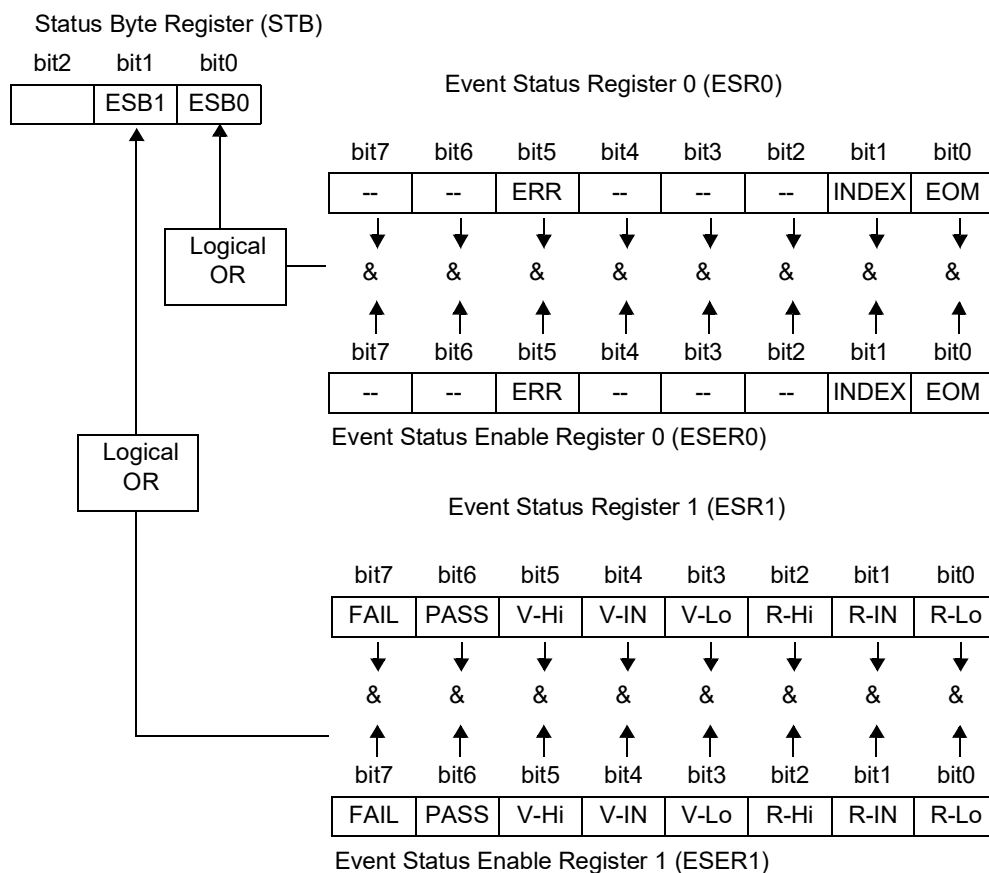 Status Byte Register (STB)
bit2 bit1 bit0
ESB1 ESB0
Event Status Register 0 (ESR0)
bit7 bit6 bit5 bit4 bit3 bit2 bit1 bit0
-- -- ERR -- -- -- INDEX EOM
Logical
OR
& & & & & & & &
bit7 bit6 bit5 bit4 bit3 bit2 bit1 bit0
-- -- ERR -- -- -- INDEX EOM
Event Status Enable Register 0 (ESER0)
Logical
OR
Event Status Register 1 (ESR1)
bit7 bit6 bit5 bit4 bit3 bit2 bit1 bit0
FAIL PASS V-Hi V-IN V-Lo R-Hi R-IN R-Lo
& & & & & & & &
bit7 bit6 bit5 bit4 bit3 bit2 bit1 bit0
FAIL PASS V-Hi V-IN V-Lo R-Hi R-IN R-Lo
Event Status Enable Register 1 (ESER1)